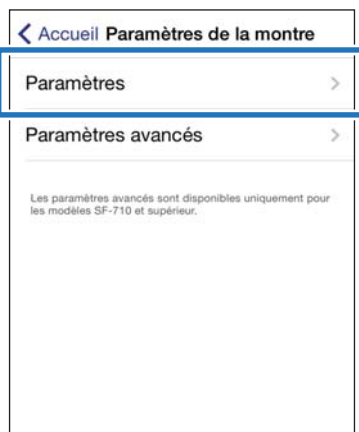 Accueil Paramètres de la montre
Paramètres
Paramètres avancés
Les paramètres avancés sont disponibles uniquement pour
les modèles SF-710 et supérieur.